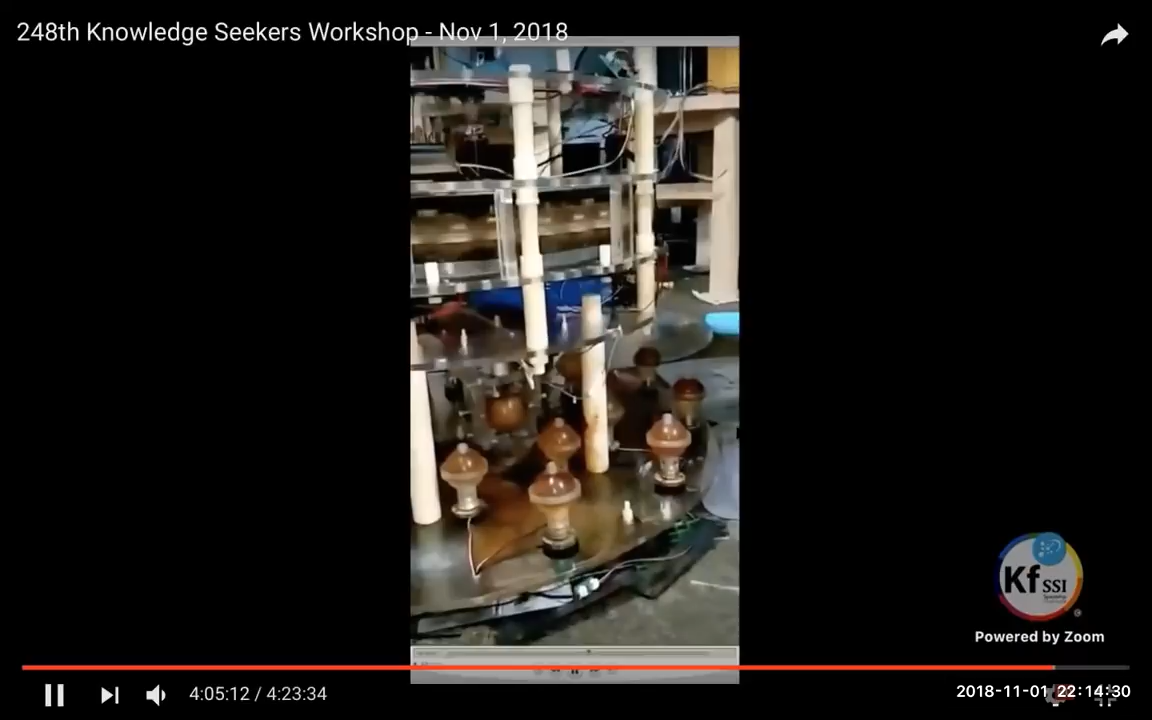 248th Knowledge Seekers Workshop - Nov 1, 2018
Kf SSI
Powered by Zoom
4:05:12 / 4:23:34
2018-11-01 22:14:30